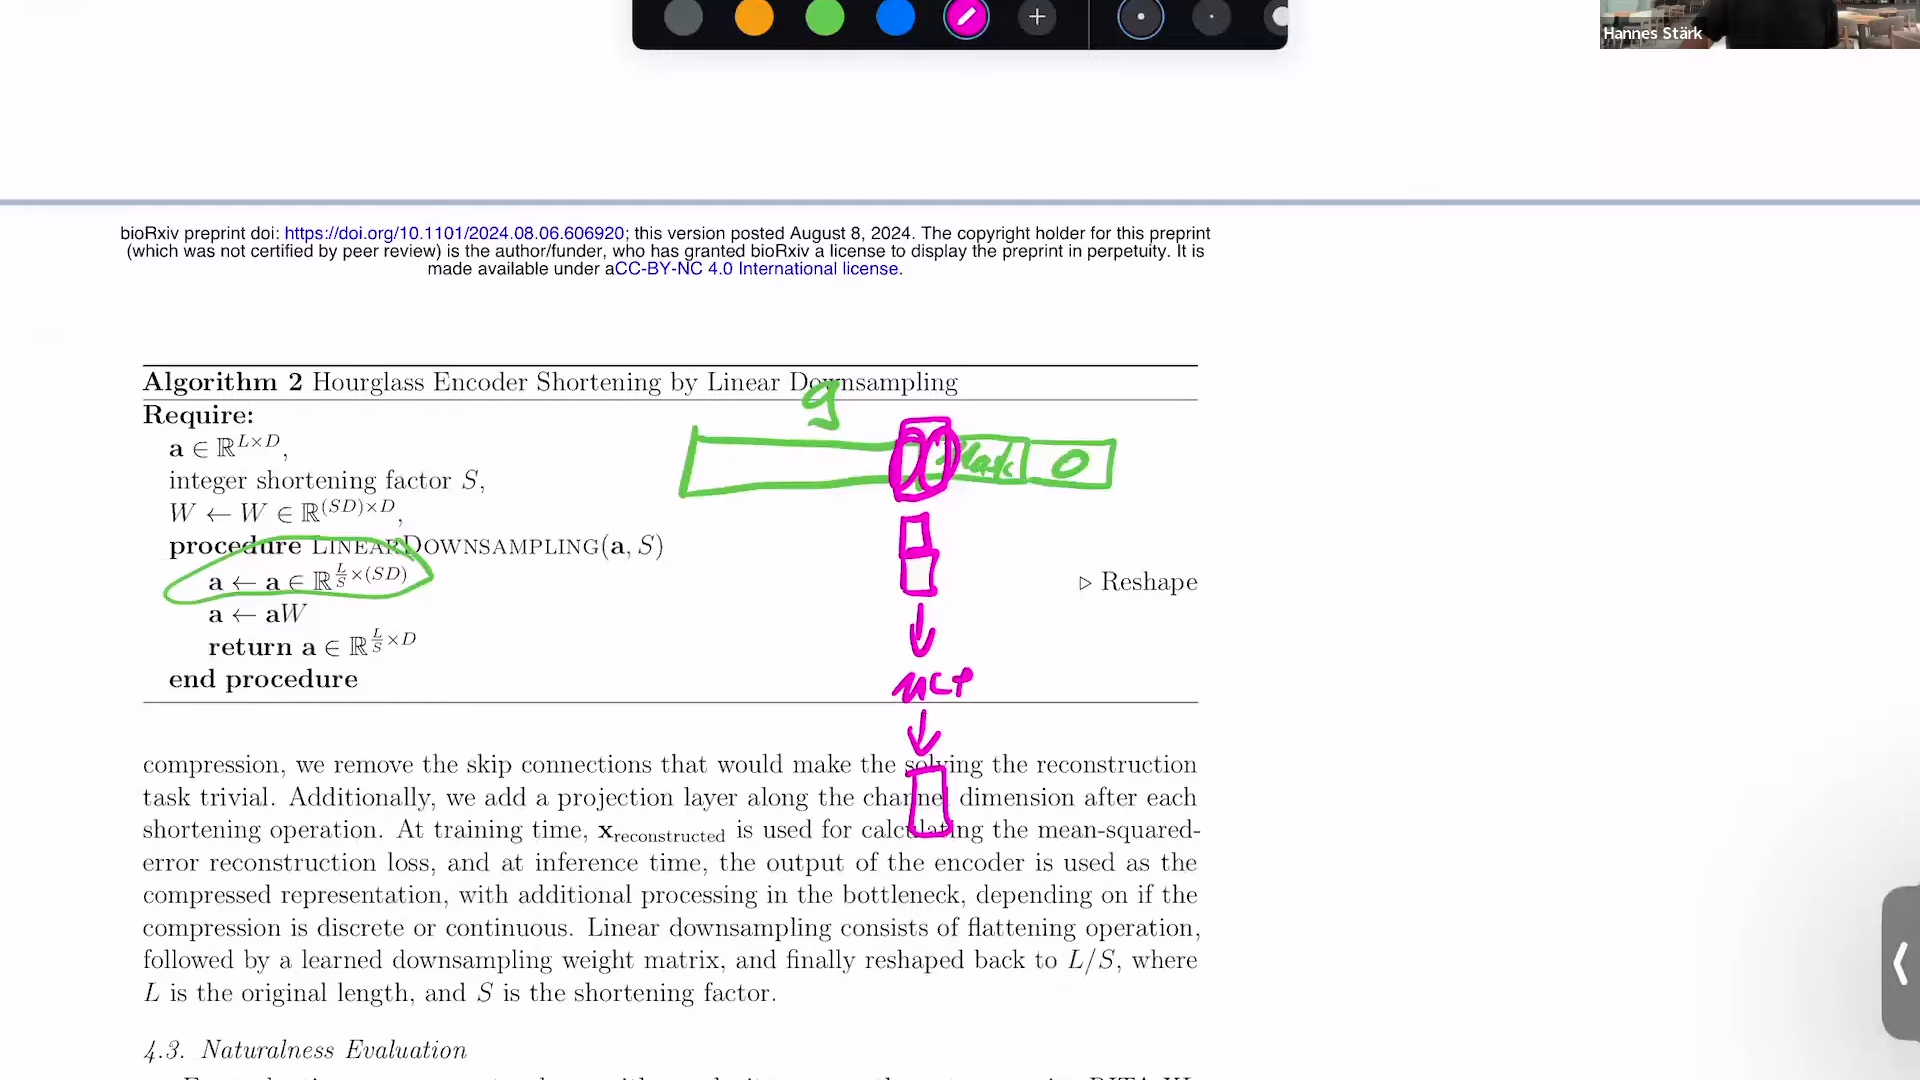 Hannes Stärk
bioRxiv preprint doi: https://doi.org/10.1101/2024.08.06.606920; this version posted August 8, 2024. The copyright holder for this preprint
(which was not certified by peer review) is the author/funder, who has granted bioRxiv a license to display the preprint in perpetuity. It is
made available under aCC-BY-NC 4.0 International license.
Algorithm 2 Hourglass Encoder Shortening by Linear Downsampling
g
Require:
a ∈ ℝ^{L×D},
0
integer shortening factor S,
W ← W ∈ ℝ^{(SD)×D},
procedure LINEARDOWNSAMPLING(a, S)
a ← a ∈ ℝ^{\frac{L}{S}×(SD)} ▷ Reshape
a ← aW
return a ∈ ℝ^{\frac{L}{S}×D}
end procedure
MLP
compression, we remove the skip connections that would make the solving the reconstruction
task trivial. Additionally, we add a projection layer along the channel dimension after each
shortening operation. At training time, x_{reconstructed} is used for calculating the mean-squared-
error reconstruction loss, and at inference time, the output of the encoder is used as the
compressed representation, with additional processing in the bottleneck, depending on if the
compression is discrete or continuous. Linear downsampling consists of flattening operation,
followed by a learned downsampling weight matrix, and finally reshaped back to L/S, where
L is the original length, and S is the shortening factor.
4.3. Naturalness Evaluation